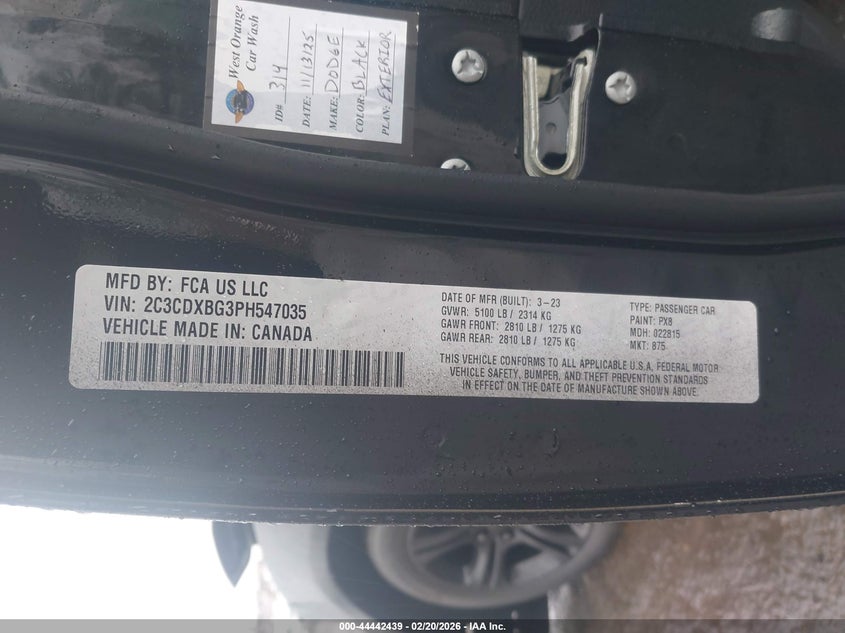 West Orange
Car Wash
ID# 314
DATE: 11/13/25
MAKE: DODGE
COLOR: BLACK
PLAN: EXTERIOR
MFD BY: FCA US LLC
VIN: 2C3CDXBG3PH547035
VEHICLE MADE IN: CANADA
DATE OF MFR (BUILT): 3-23
GVWR: 5100 LB / 2314 KG
GAWR FRONT: 2810 LB / 1275 KG
GAWR REAR: 2810 LB / 1275 KG
TYPE: PASSENGER CAR
PAINT: PX8
MDH: 022815
MKT: 875
THIS VEHICLE CONFORMS TO ALL APPLICABLE U.S.A. FEDERAL MOTOR
VEHICLE SAFETY, BUMPER, AND THEFT PREVENTION STANDARDS
IN EFFECT ON THE DATE OF MANUFACTURE SHOWN ABOVE.
000-44442439 - 02/20/2026 - IAA Inc.